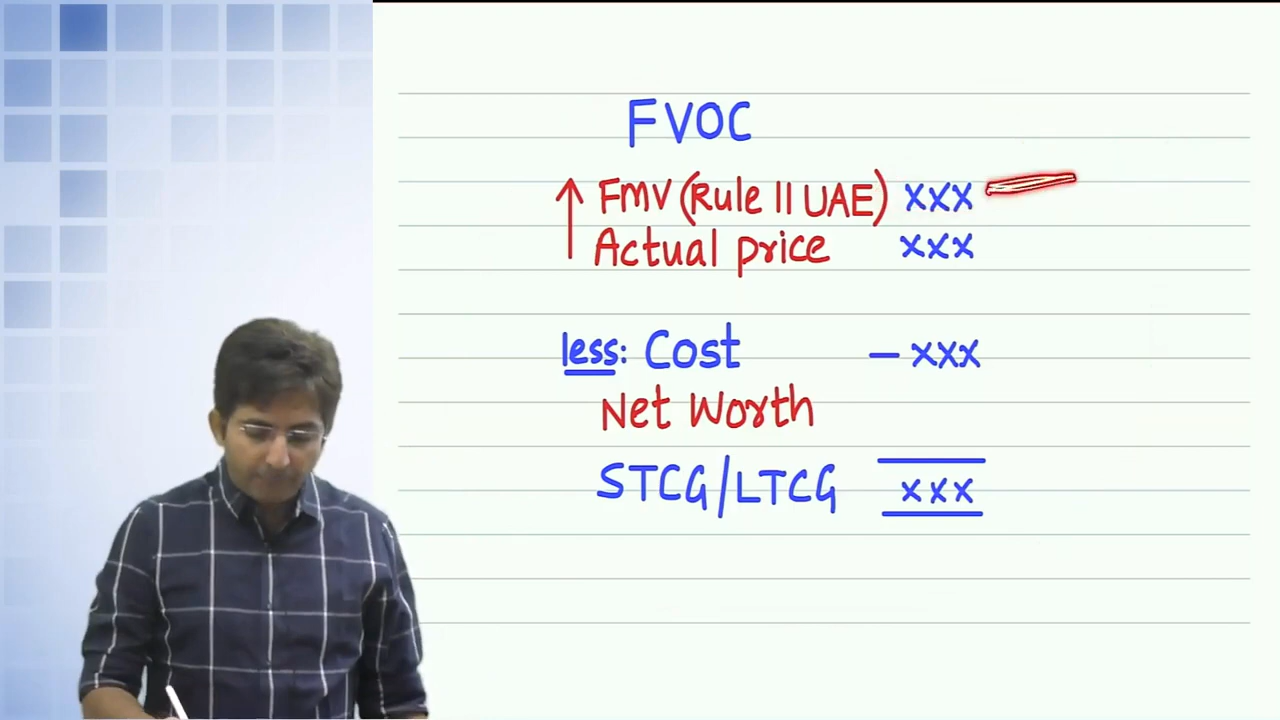 FVOC
↑ FMV (Rule 11 UAE) xxx
Actual price xxx
less: Cost – xxx
Net Worth
STCG/LTCG xxx